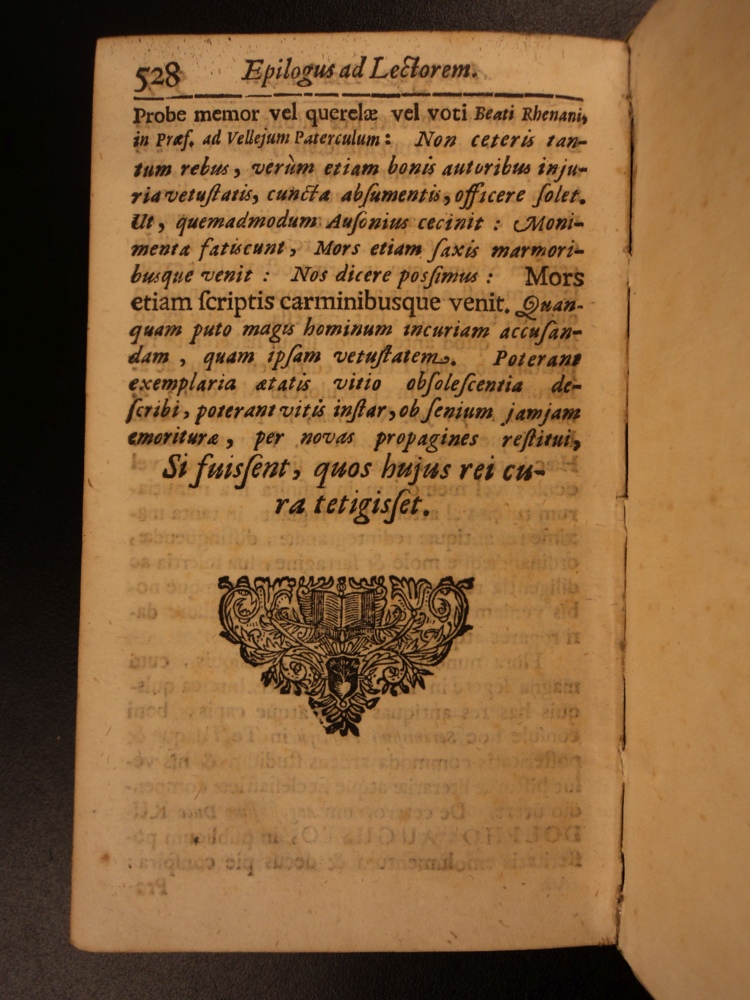 528 Epilogus ad Lectorem.
Probe memor vel querelæ vel voti Beati Rhenani,
in Præf. ad Vellejum Paterculum: Non ceteris tan-
tum rebus, verùm etiam bonis autoribus inju-
ria vetuſtatis, cuncta abſumentis, officere ſolet.
Ut, quemadmodum Auſonius cecinit: Moni-
menta fatiſcunt, Mors etiam ſaxis marmori-
busque venit: Nos dicere poſſimus: Mors
etiam ſcriptis carminibusque venit. Quan-
quam puto magis hominum incuriam accuſan-
dam, quam ipſam vetuſtatem. Poterant
exemplaria ætatis vitio obſoleſcentia de-
ſcribi, poterant vitis inſtar, ob ſenium jamjam
emorituræ, per novas propagines reſtitui,
Si fuiſſent, quos hujus rei cu-
ra tetigiſſet.